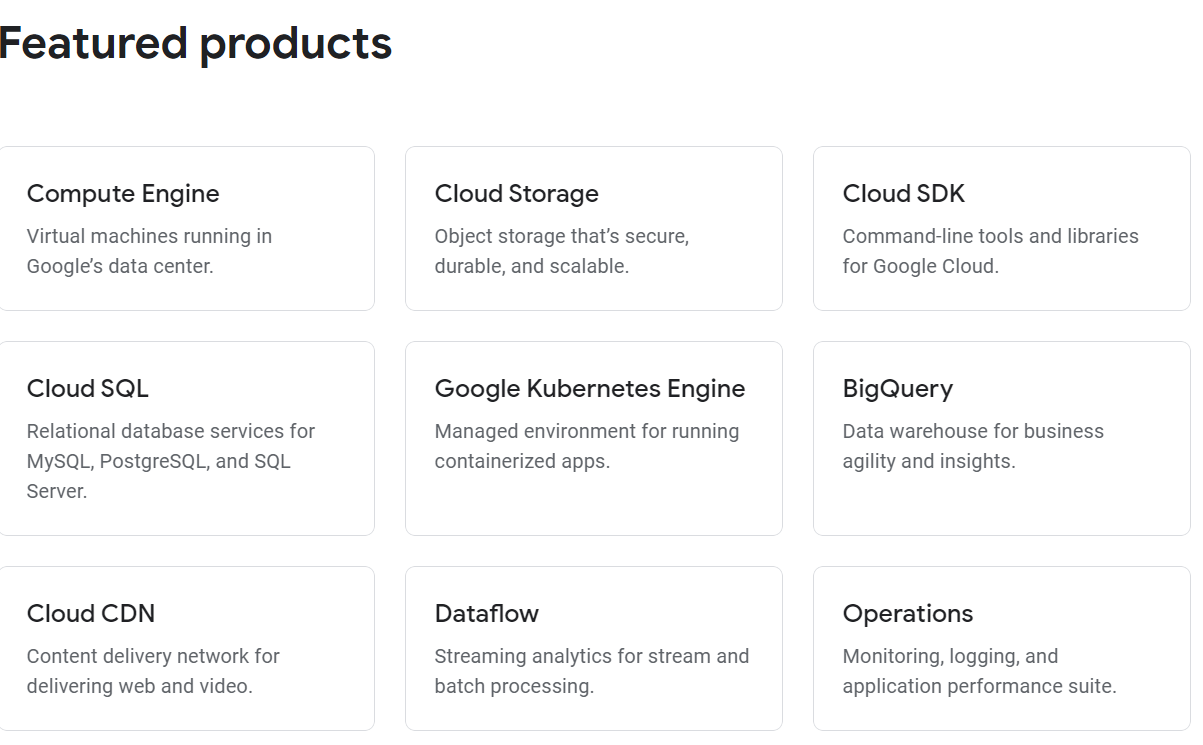 Featured products
Compute Engine
Virtual machines running in
Google’s data center.
Cloud Storage
Object storage that’s secure,
durable, and scalable.
Cloud SDK
Command-line tools and libraries
for Google Cloud.
Cloud SQL
Relational database services for
MySQL, PostgreSQL, and SQL
Server.
Google Kubernetes Engine
Managed environment for running
containerized apps.
BigQuery
Data warehouse for business
agility and insights.
Cloud CDN
Content delivery network for
delivering web and video.
Dataflow
Streaming analytics for stream and
batch processing.
Operations
Monitoring, logging, and
application performance suite.